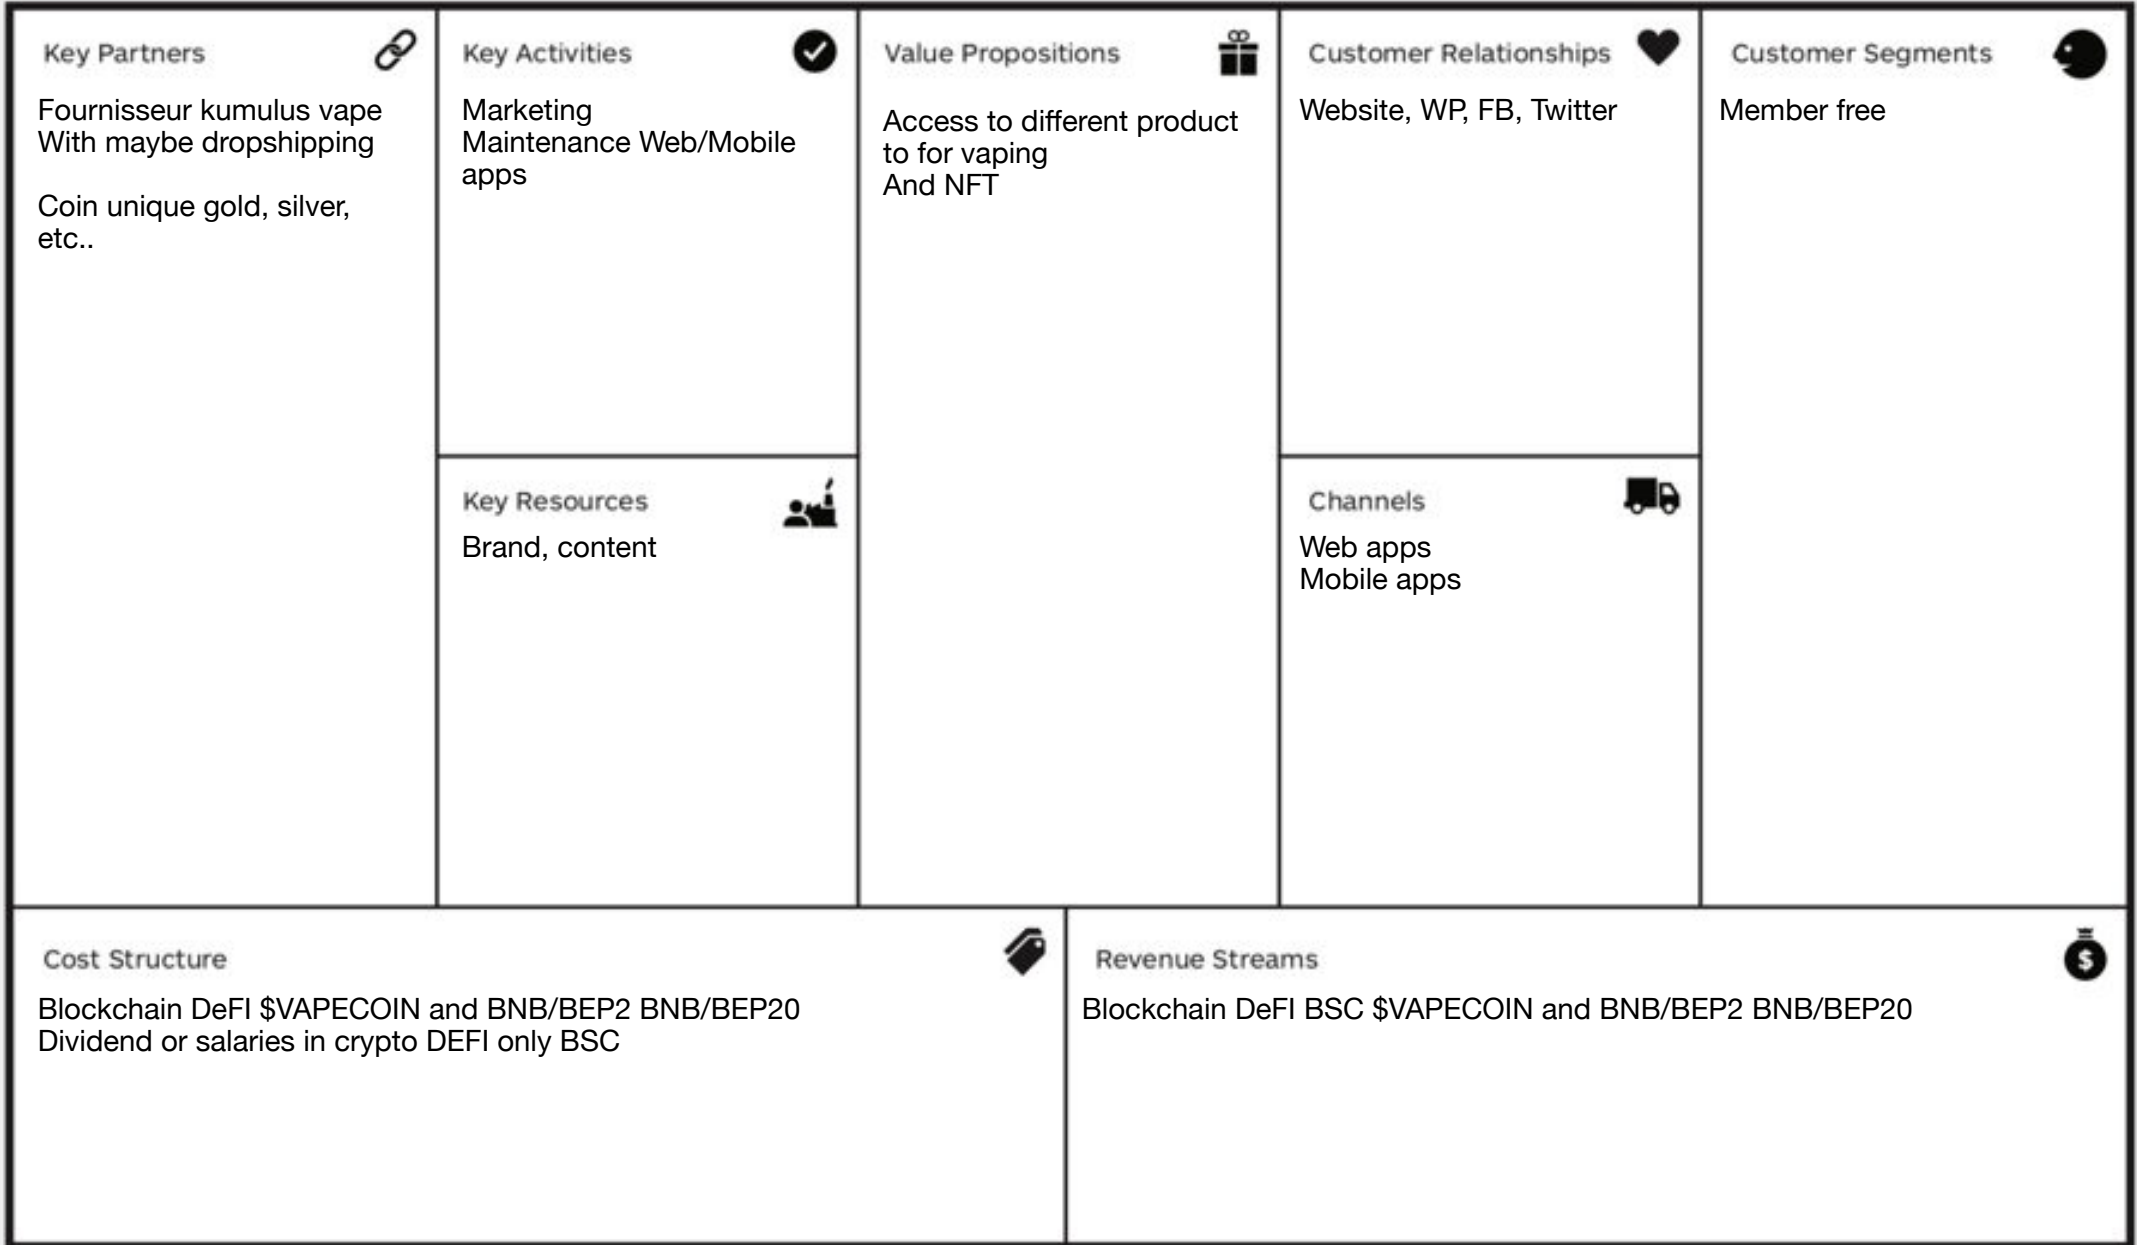 Key Partners
Fournisseur kumulus vape
With maybe dropshipping
Coin unique gold, silver,
etc..
Key Activities
Marketing
Maintenance Web/Mobile
apps
Key Resources
Brand, content
Value Propositions
Access to different product
to for vaping
And NFT
Customer Relationships
Website, WP, FB, Twitter
Channels
Web apps
Mobile apps
Customer Segments
Member free
Cost Structure
Blockchain DeFI $VAPECOIN and BNB/BEP2 BNB/BEP20
Dividend or salaries in crypto DEFI only BSC
Revenue Streams
$
Blockchain DeFI BSC $VAPECOIN and BNB/BEP2 BNB/BEP20